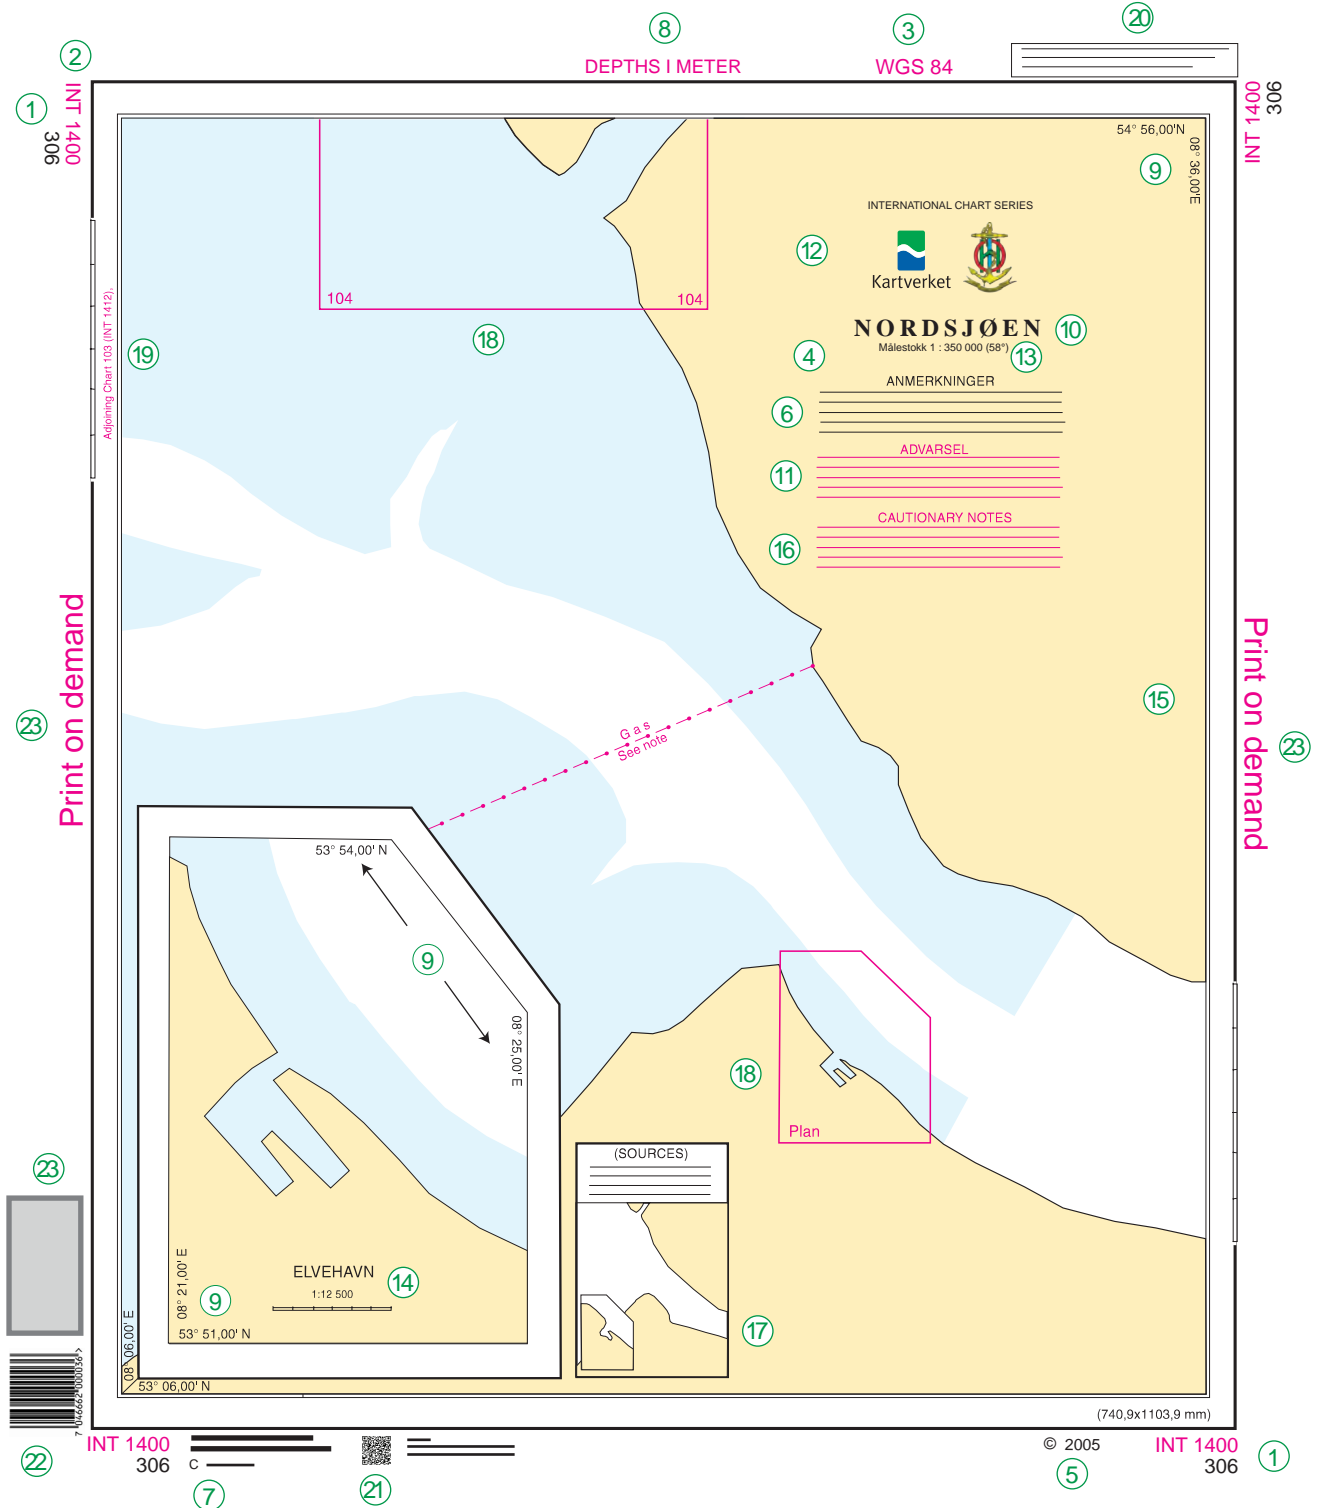 20
8
3
2
DEPTHS I METER
WGS 84
1
INT 1400
306
INT 1400
306
54° 56,00'N
08° 36,00'E
9
INTERNATIONAL CHART SERIES
12
Kartverket
104
104
18
NORDSJØEN
10
Målestokk 1 : 350 000 (58°)
13
4
19
Adjoining Chart 103 (INT 1412),
ANMERKNINGER
6
ADVARSEL
11
CAUTIONARY NOTES
16
Print on demand
Print on demand
23
23
15
Gas
See note
53° 54,00' N
9
08° 25,00' E
18
Plan
(SOURCES)
23
ELVEHAVN
14
1:12 500
08° 21,00' E
9
53° 51,00' N
17
08° 06,00' E
53° 06,00' N
7 046662 000036 >
(740,9x1103,9 mm)
22
INT 1400
306
C
7
21
© 2005
5
INT 1400
306
1